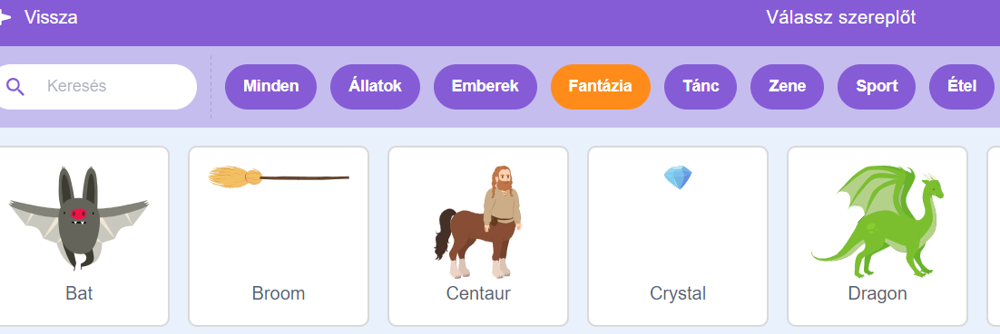 Vissza
Válassz szereplőt
Keresés
Minden
Állatok
Emberek
Fantázia
Tánc
Zene
Sport
Étel
Bat
Broom
Centaur
Crystal
Dragon